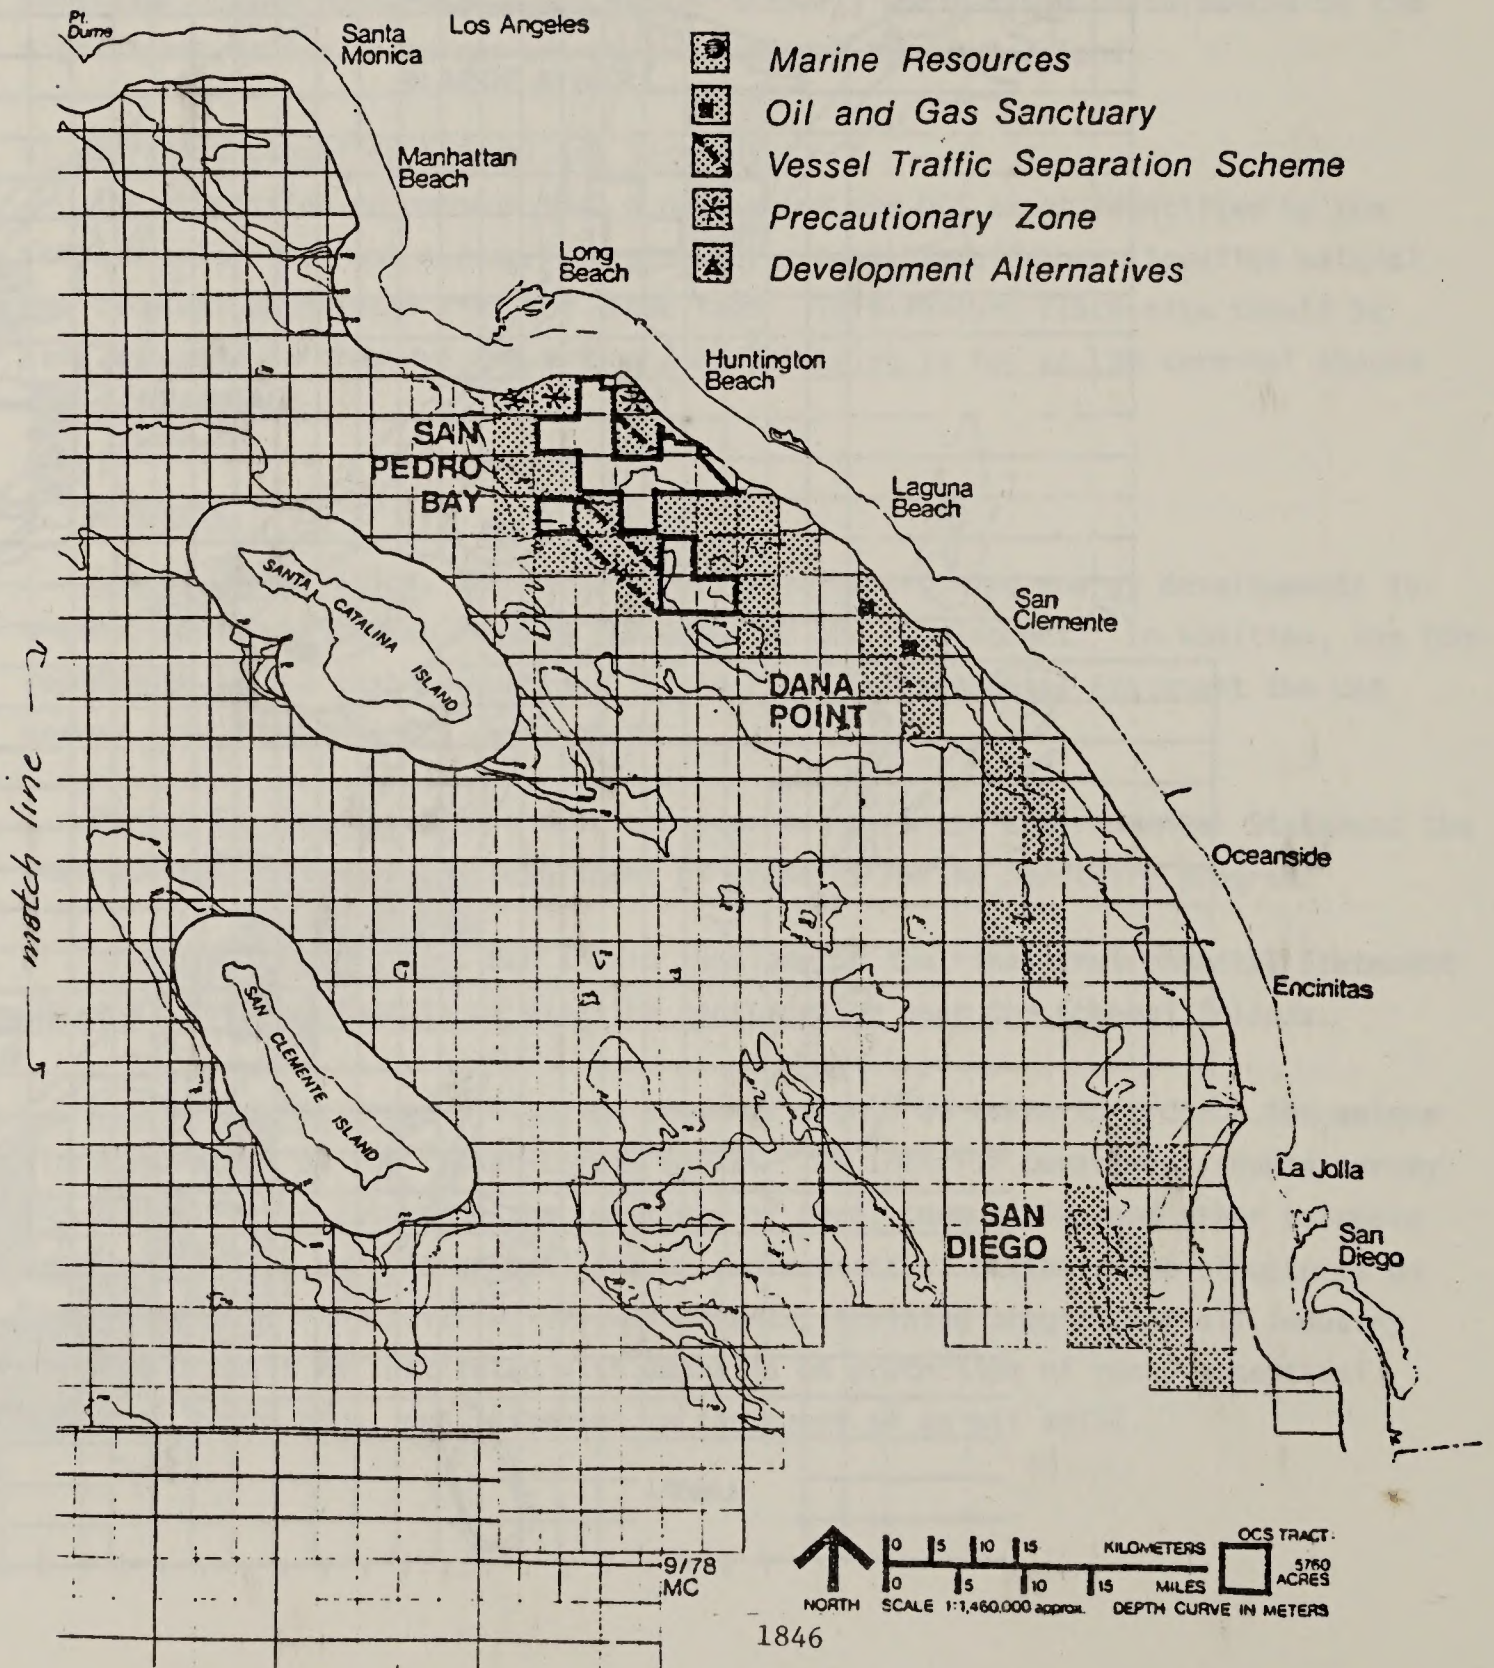 Pt.
Dume
Santa
Monica
Los Angeles
Marine Resources
Oil and Gas Sanctuary
Vessel Traffic Separation Scheme
Precautionary Zone
Development Alternatives
Manhattan
Beach
Long
Beach
Huntington
Beach
SAN
PEDRO
BAY
Laguna
Beach
SANTA CATALINA ISLAND
San
Clemente
DANA
POINT
match line
Oceanside
SAN CLEMENTE ISLAND
Encinitas
La Jolla
SAN
DIEGO
San
Diego
9/78
MC
0 5 10 15 KILOMETERS
0 5 10 15 MILES
NORTH SCALE 1:1,460,000 approx. DEPTH CURVE IN METERS
OCS TRACT:
5760
ACRES
1846